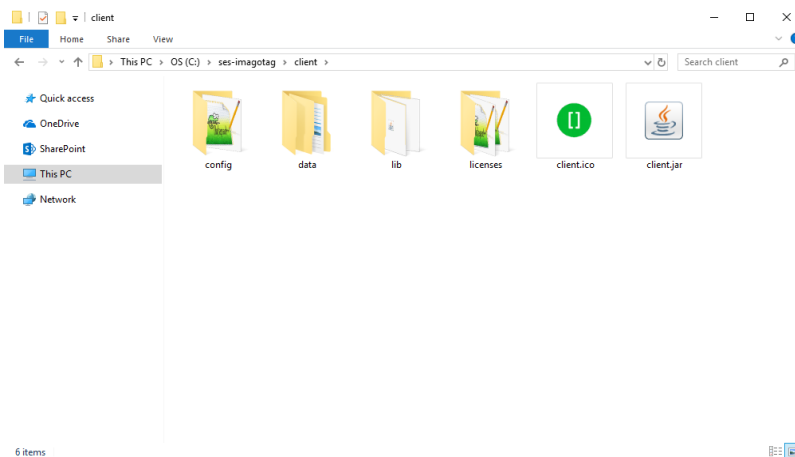 client
File Home Share View
This PC > OS (C:) > ses-imagotag > client >
Search client
Quick access
OneDrive
SharePoint
This PC
Network
config data lib licenses client.ico client.jar
6 items